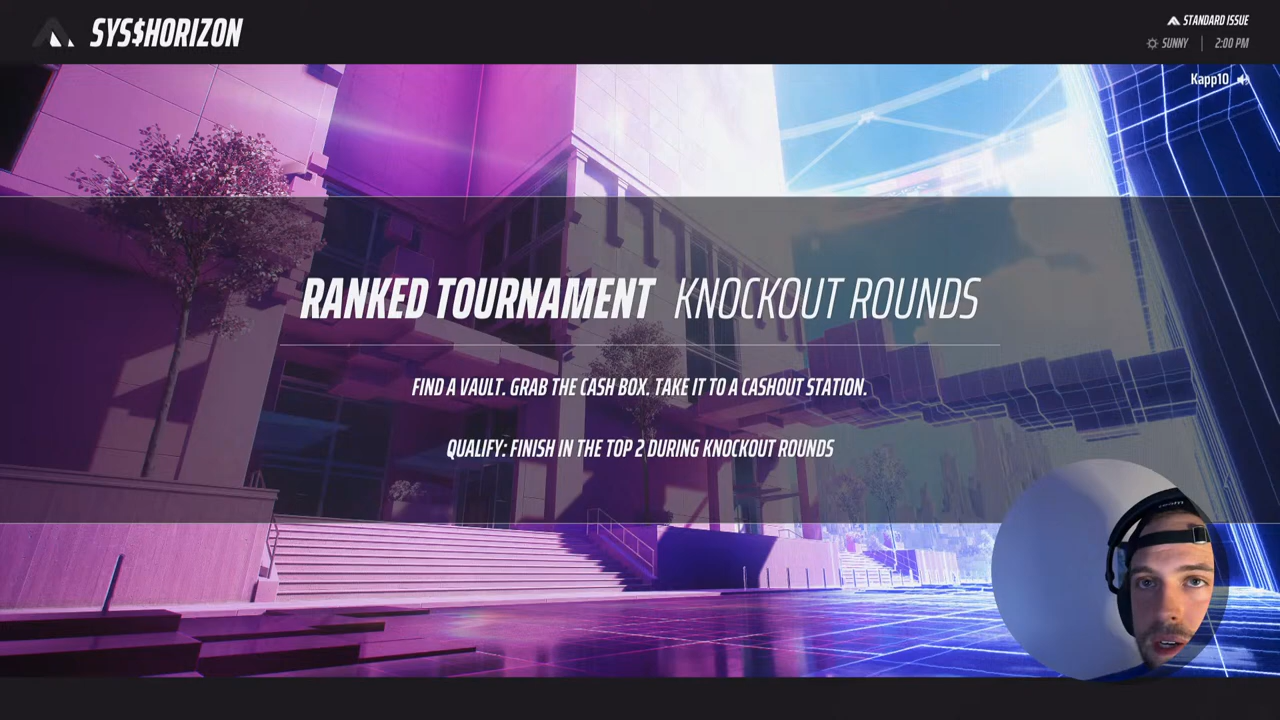 SYS$HORIZON
STANDARD ISSUE
SUNNY | 2:00 PM
Kapp10
RANKED TOURNAMENT KNOCKOUT ROUNDS
FIND A VAULT. GRAB THE CASH BOX. TAKE IT TO A CASHOUT STATION.
QUALIFY: FINISH IN THE TOP 2 DURING KNOCKOUT ROUNDS